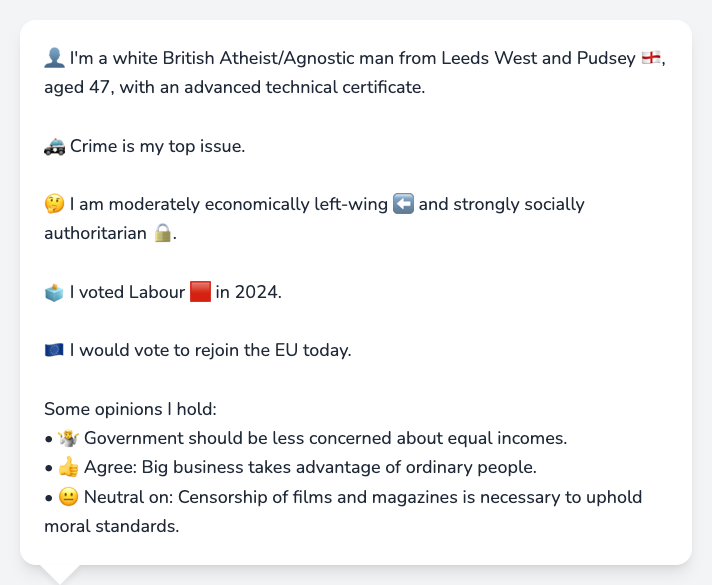 👤 I'm a white British Atheist/Agnostic man from Leeds West and Pudsey 🏴󠁧󠁢󠁥󠁮󠁧󠁿,
aged 47, with an advanced technical certificate.
🚓 Crime is my top issue.
🤔 I am moderately economically left-wing ⬅️ and strongly socially
authoritarian 🔒.
🗳️ I voted Labour 🟥 in 2024.
🇪🇺 I would vote to rejoin the EU today.
Some opinions I hold:
• 🤷 Government should be less concerned about equal incomes.
• 👍 Agree: Big business takes advantage of ordinary people.
• 😐 Neutral on: Censorship of films and magazines is necessary to uphold
moral standards.